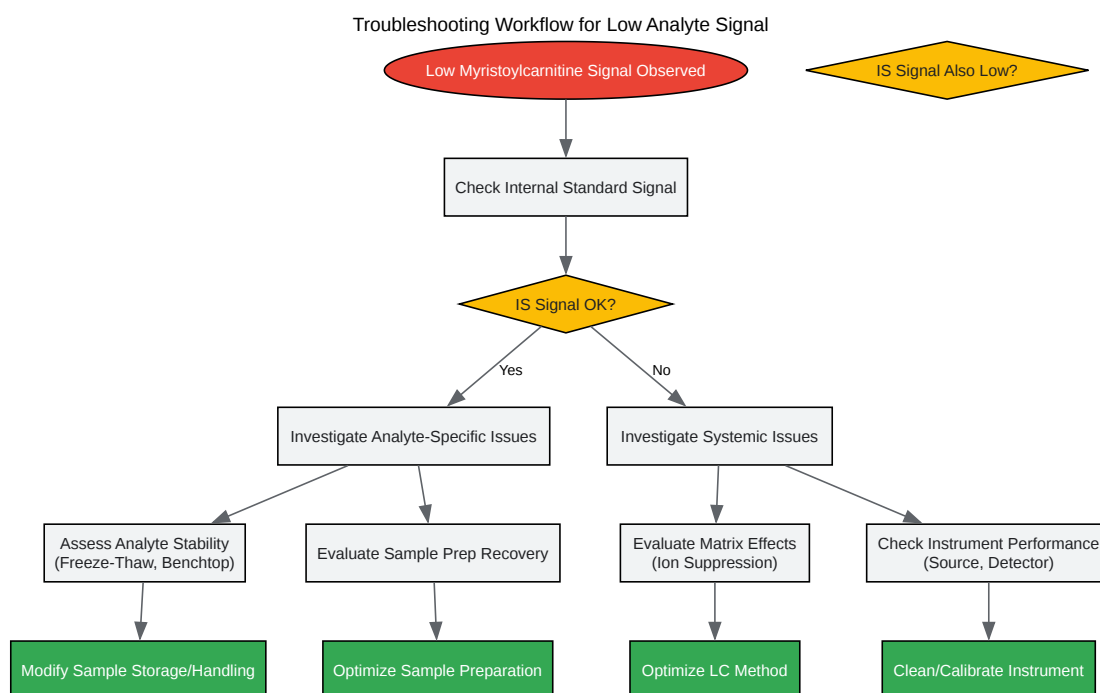 Troubleshooting Workflow for Low Analyte Signal
Low Myristoylcarnitine Signal Observed
IS Signal Also Low?
Check Internal Standard Signal
IS Signal OK?
Yes
No
Investigate Analyte-Specific Issues
Investigate Systemic Issues
Assess Analyte Stability
(Freeze-Thaw, Benchtop)
Evaluate Sample Prep Recovery
Evaluate Matrix Effects
(Ion Suppression)
Check Instrument Performance
(Source, Detector)
Modify Sample Storage/Handling
Optimize Sample Preparation
Optimize LC Method
Clean/Calibrate Instrument